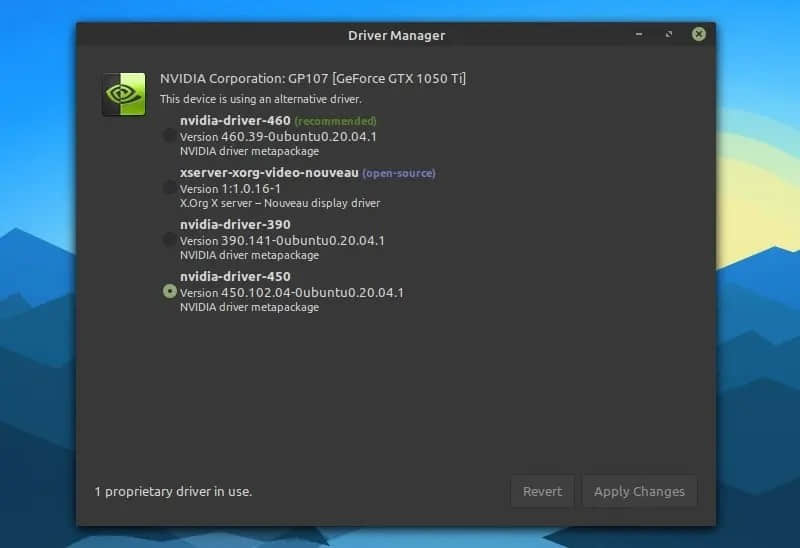 Driver Manager
NVIDIA Corporation: GP107 [GeForce GTX 1050 Ti]
This device is using an alternative driver.
nvidia-driver-460 (recommended)
Version 460.39-0ubuntu0.20.04.1
NVIDIA driver metapackage
xserver-xorg-video-nouveau (open-source)
Version 1:1.0.16-1
X.Org X server – Nouveau display driver
nvidia-driver-390
Version 390.141-0ubuntu0.20.04.1
NVIDIA driver metapackage
nvidia-driver-450
Version 450.102.04-0ubuntu0.20.04.1
NVIDIA driver metapackage
1 proprietary driver in use.
Revert
Apply Changes